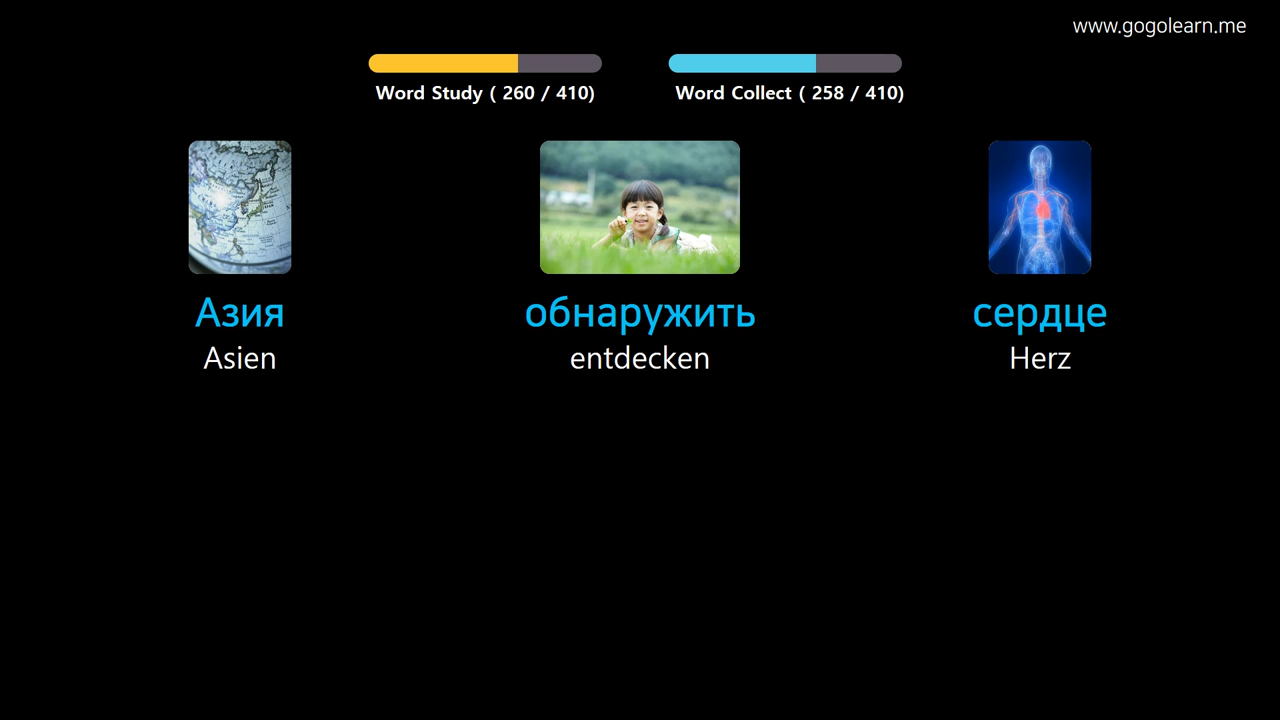 www.gogolearn.me
Word Study ( 260 / 410)
Word Collect ( 258 / 410)
Азия
Asien
обнаружить
entdecken
сердце
Herz